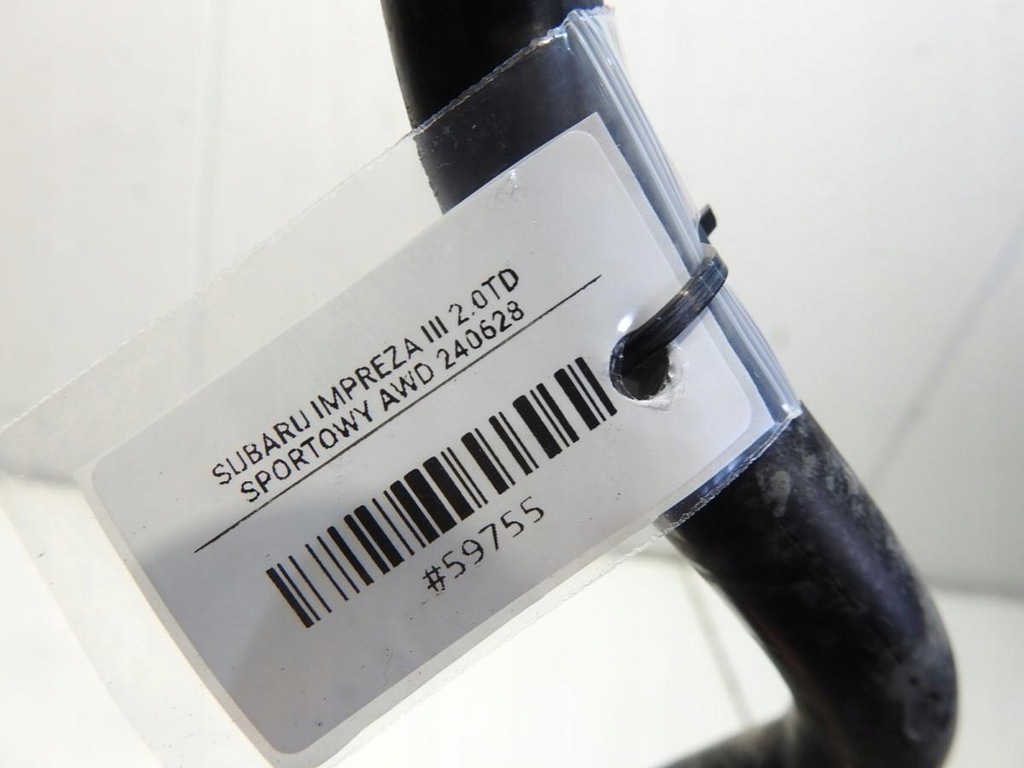 SUBARU IMPREZA III 2.0TD
SPORTOWY AWD 240628
#59755